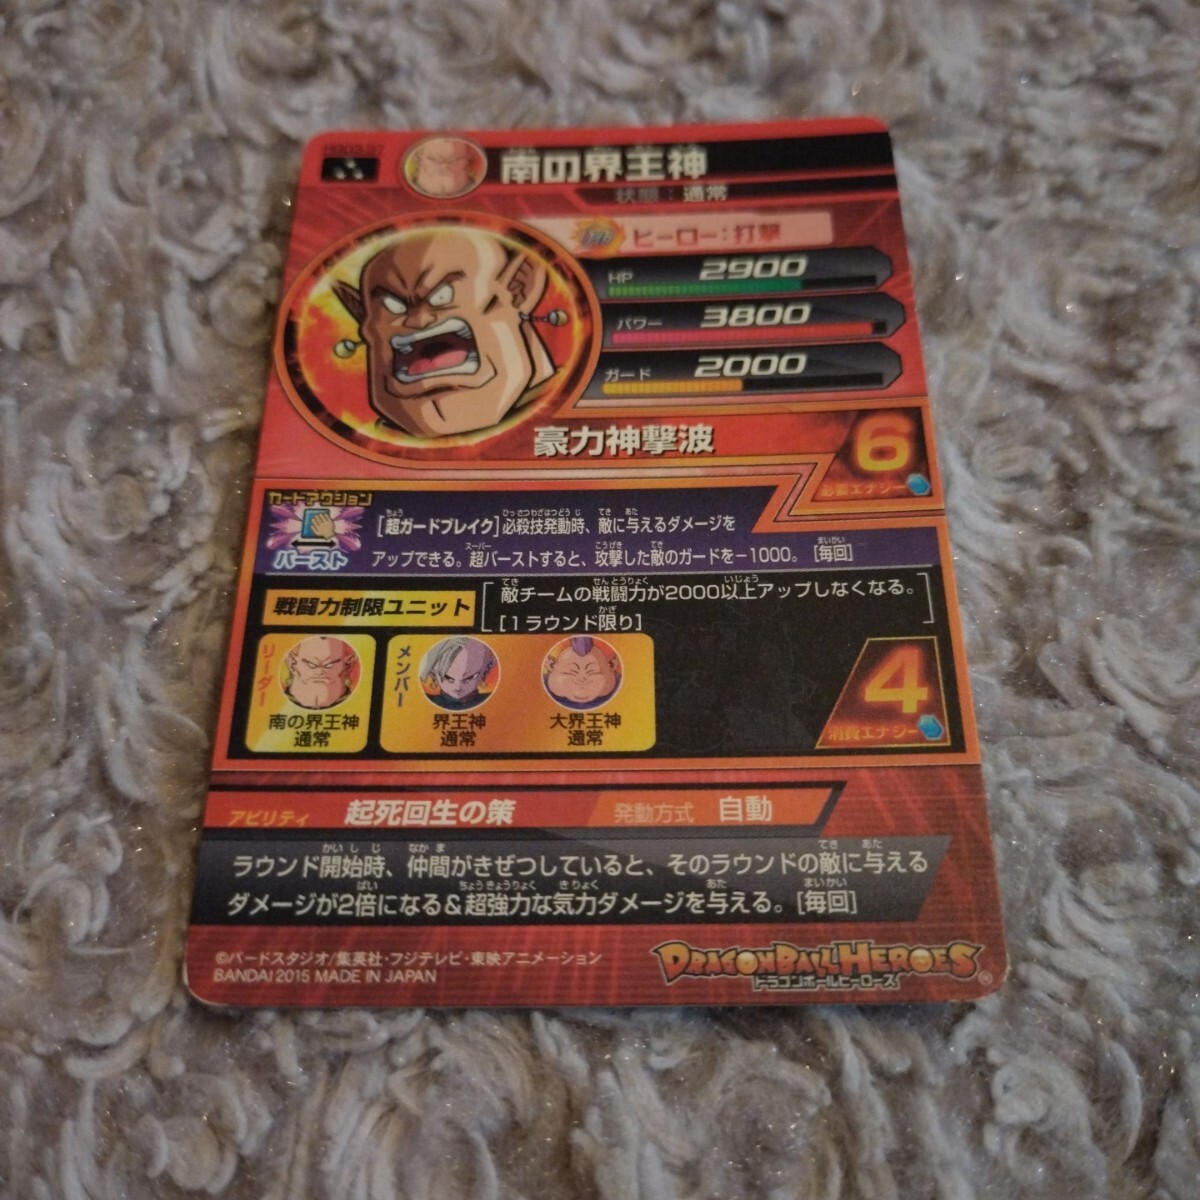 南の界王神
状態：通常
ヒーロー：打撃
HP 2900
パワー 3800
ガード 2000
豪力神撃波
6
必要エナジー
カードアクション
バースト
[超ガードブレイク]必殺技発動時、敵に与えるダメージを
アップできる。超バーストすると、攻撃した敵のガードを−1000。[毎回]
戦闘力制限ユニット
敵チームの戦闘力が2000以上アップしなくなる。
[1ラウンド限り]
リーダー
南の界王神
通常
メンバー
界王神
通常
大界王神
通常
4
消費エナジー
アビリティ 起死回生の策 発動方式 自動
ラウンド開始時、仲間がきぜつしていると、そのラウンドの敵に与える
ダメージが2倍になる＆超強力な気力ダメージを与える。[毎回]
©バードスタジオ/集英社・フジテレビ・東映アニメーション
BANDAI 2015 MADE IN JAPAN
DRAGONBALL HEROES
ドラゴンボールヒーローズ